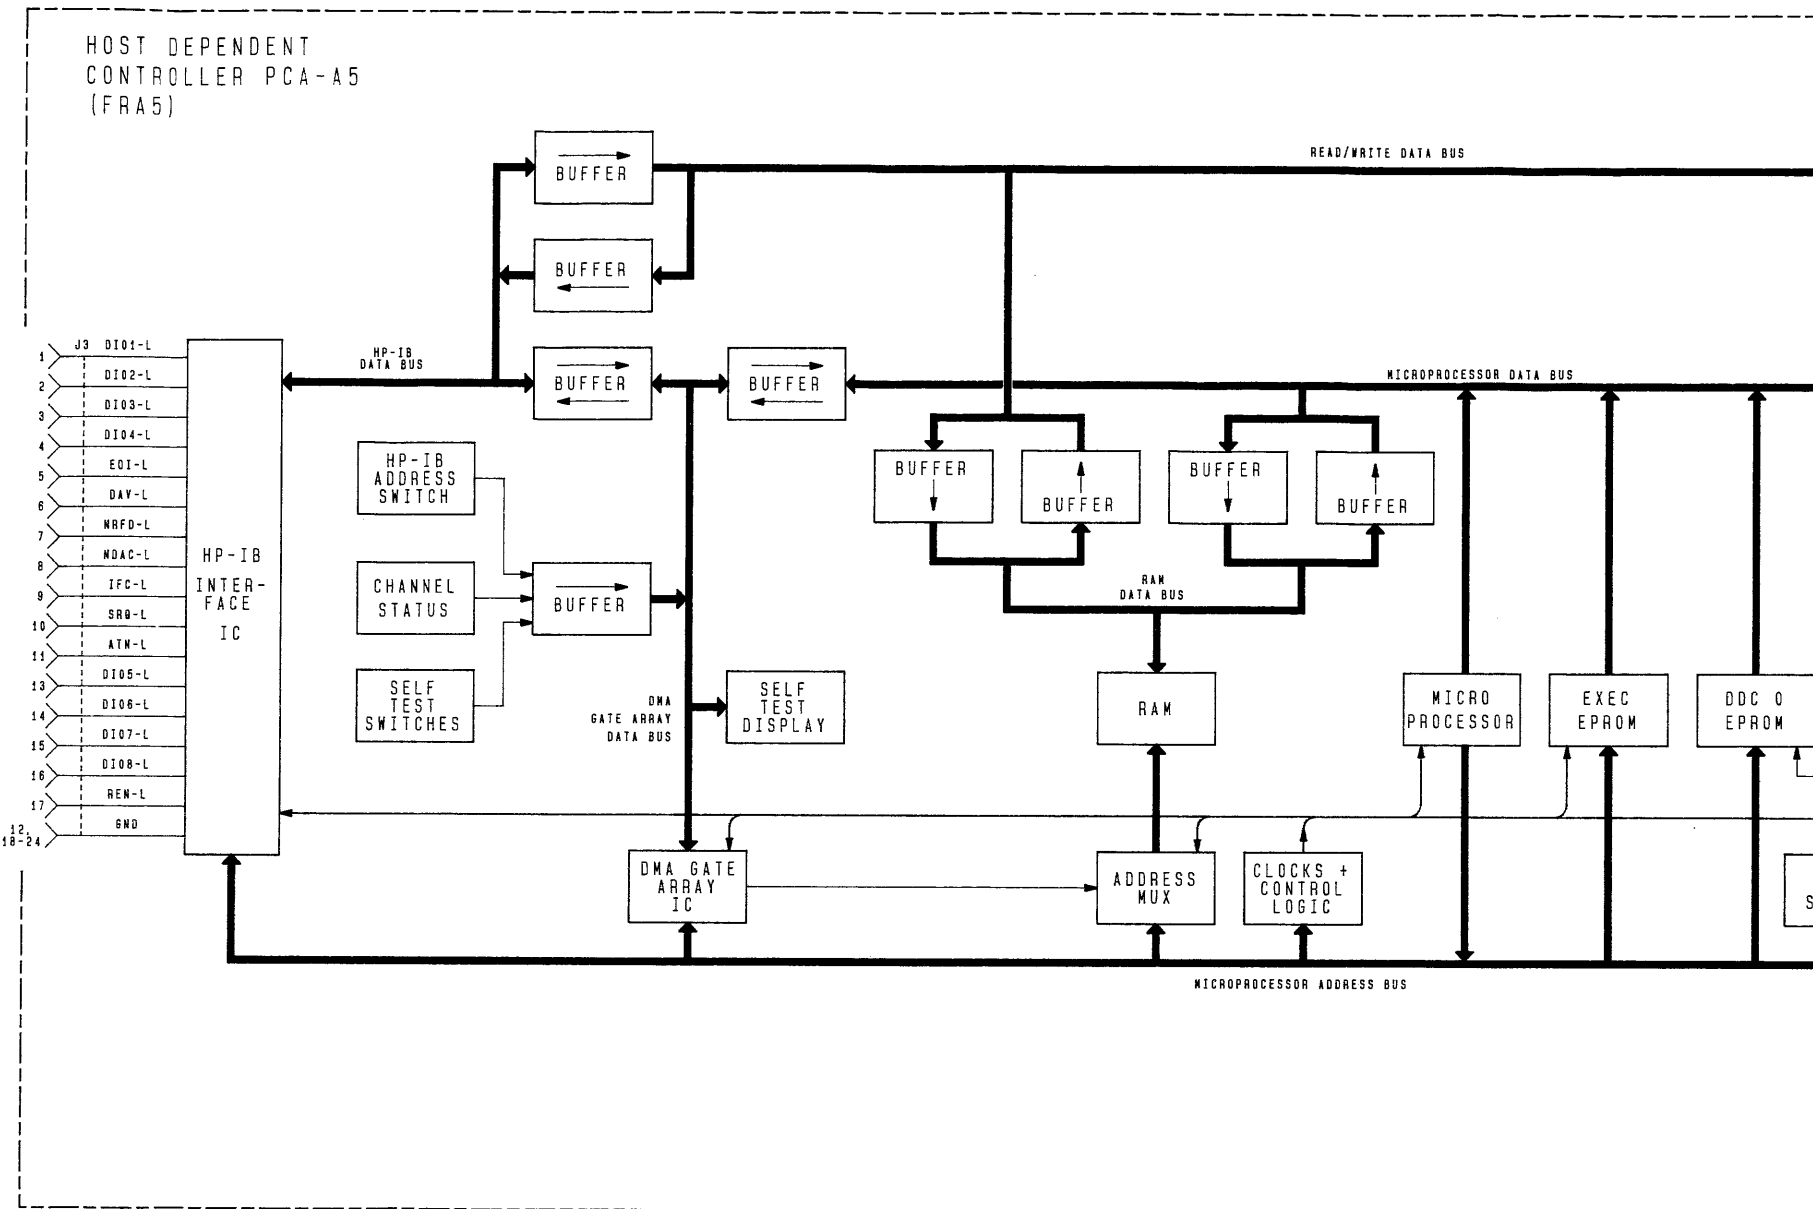 HOST DEPENDENT
CONTROLLER PCA-A5
(FRA5)
BUFFER
READ/WRITE DATA BUS
BUFFER
J3
1
DIO1-L
2
DIO2-L
3
DIO3-L
4
DIO4-L
5
EOI-L
6
DAV-L
7
NRFD-L
8
NDAC-L
9
IFC-L
10
SRQ-L
11
ATN-L
13
DIO5-L
14
DIO6-L
15
DIO7-L
16
DIO8-L
17
REN-L
12,
18-24
GND
HP-IB
INTER-
FACE
IC
HP-IB
DATA BUS
BUFFER
BUFFER
MICROPROCESSOR DATA BUS
HP-IB
ADDRESS
SWITCH
CHANNEL
STATUS
SELF
TEST
SWITCHES
BUFFER
DMA
GATE ARRAY
DATA BUS
SELF
TEST
DISPLAY
BUFFER
BUFFER
BUFFER
BUFFER
RAM
DATA BUS
RAM
MICRO
PROCESSOR
EXEC
EPROM
DDC 0
EPROM
DMA GATE
ARRAY
IC
ADDRESS
MUX
CLOCKS +
CONTROL
LOGIC
S
MICROPROCESSOR ADDRESS BUS